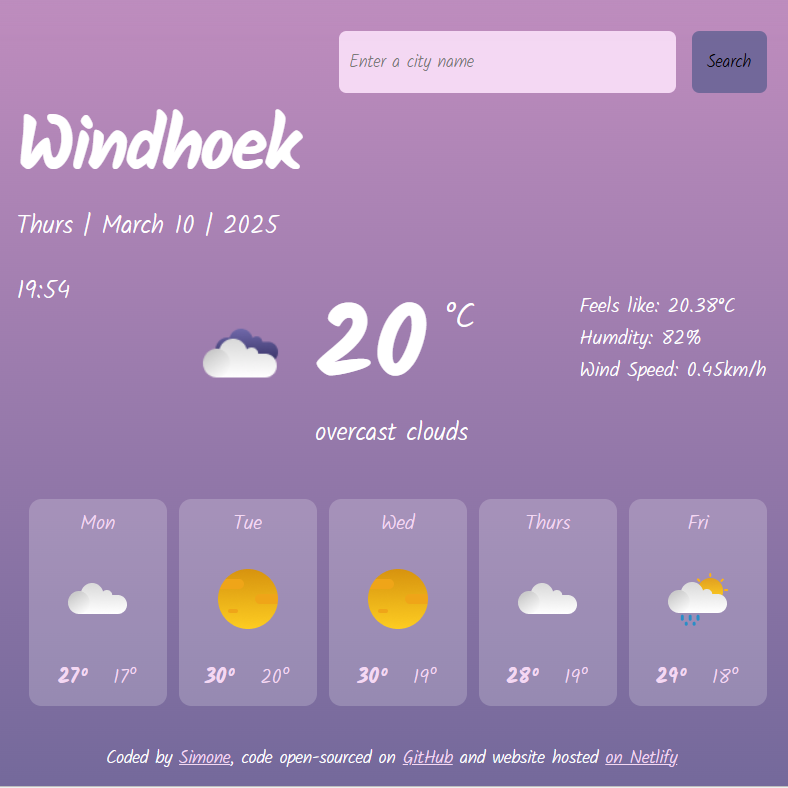 Enter a city name
Search
Windhoek
Thurs | March 10 | 2025
19:54
20 °C
Feels like: 20.38°C
Humdity: 82%
Wind Speed: 0.45km/h
overcast clouds
Mon
27° 17°
Tue
30° 20°
Wed
30° 19°
Thurs
28° 19°
Fri
29° 18°
Coded by Simone, code open-sourced on GitHub and website hosted on Netlify